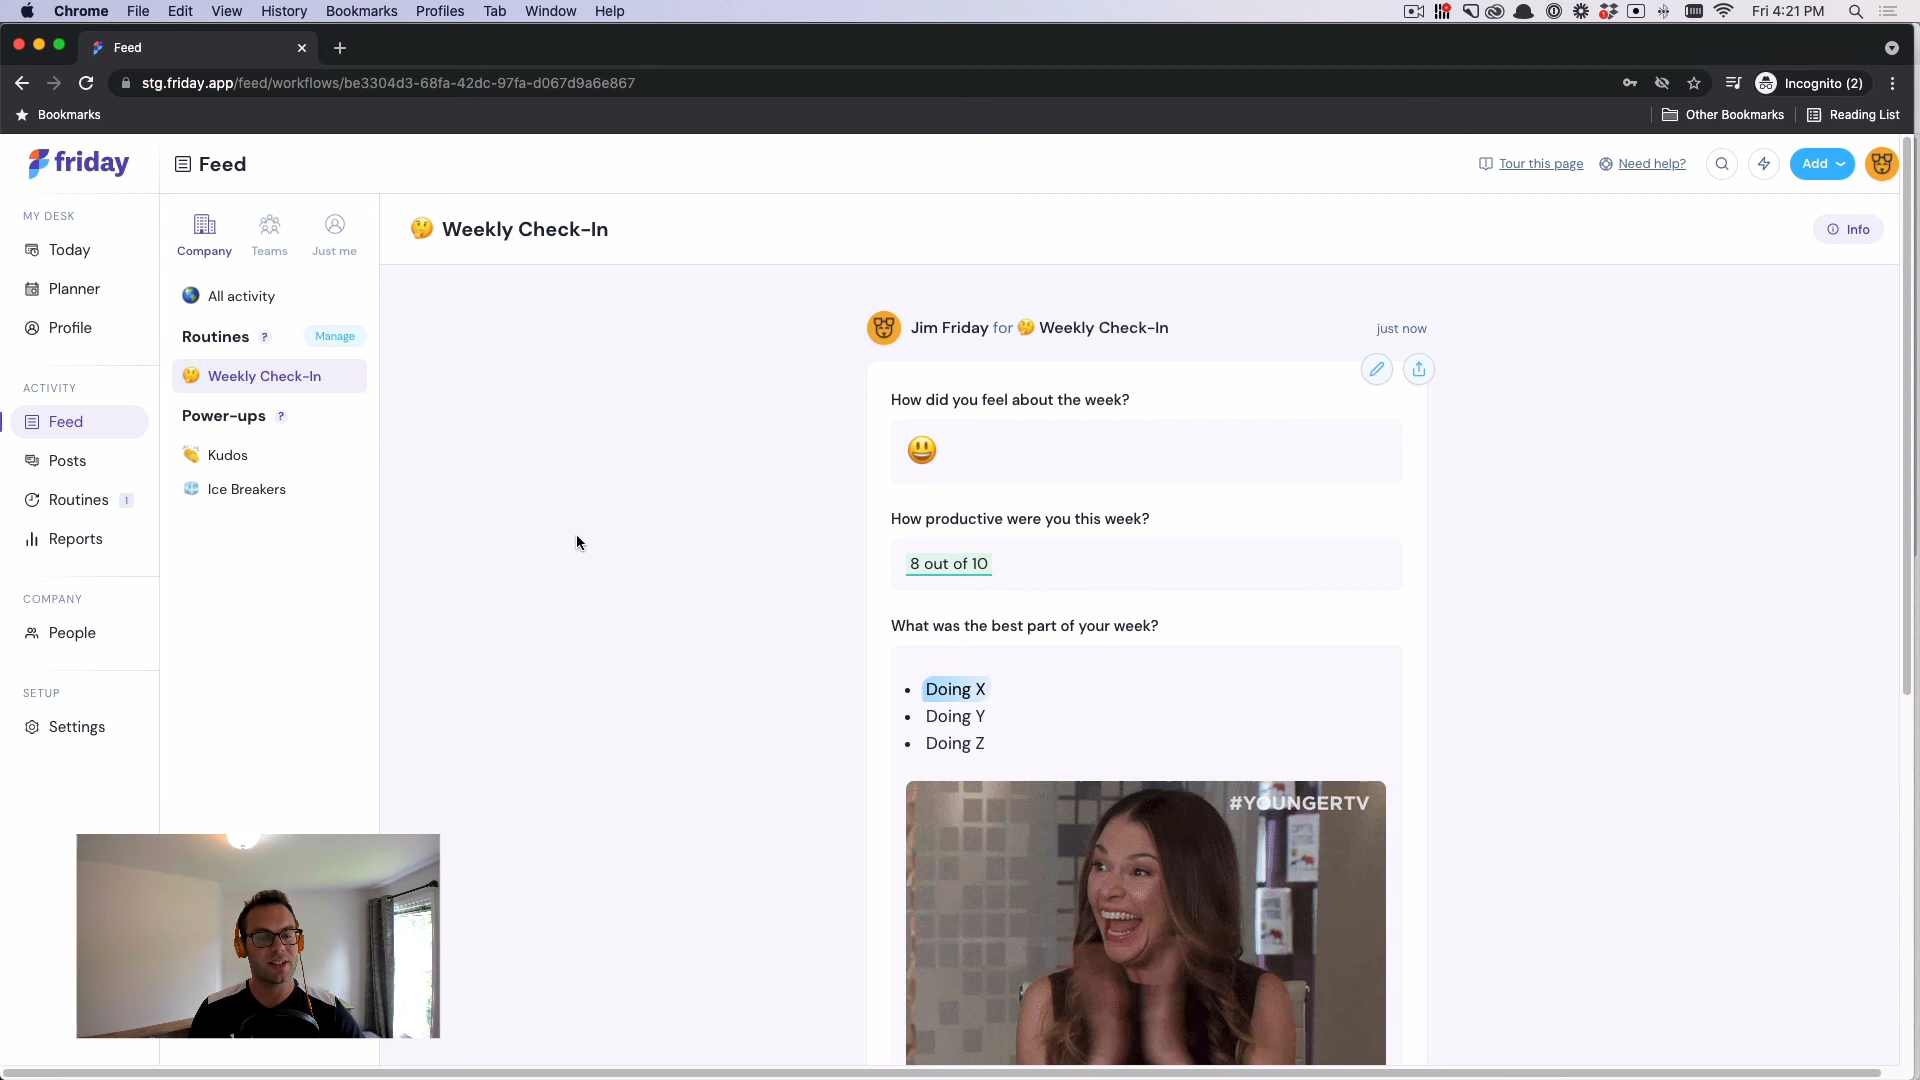 Chrome File Edit View History Bookmarks Profiles Tab Window Help Fri 4:21 PM
Feed
stg.friday.app/feed/workflows/be3304d3-68fa-42dc-97fa-d067d9a6e867 Incognito (2)
Bookmarks Other Bookmarks Reading List
friday Feed Tour this page Need help? Add
MY DESK
Today
Planner
Profile
ACTIVITY
Feed
Posts
Routines 1
Reports
COMPANY
People
SETUP
Settings
Company Teams Just me
All activity
Routines ? Manage
Weekly Check-In
Power-ups ?
Kudos
Ice Breakers
Weekly Check-In Info
Jim Friday for Weekly Check-In just now
How did you feel about the week?
How productive were you this week?
8 out of 10
What was the best part of your week?
• Doing X
• Doing Y
• Doing Z
#YOUNGERTV